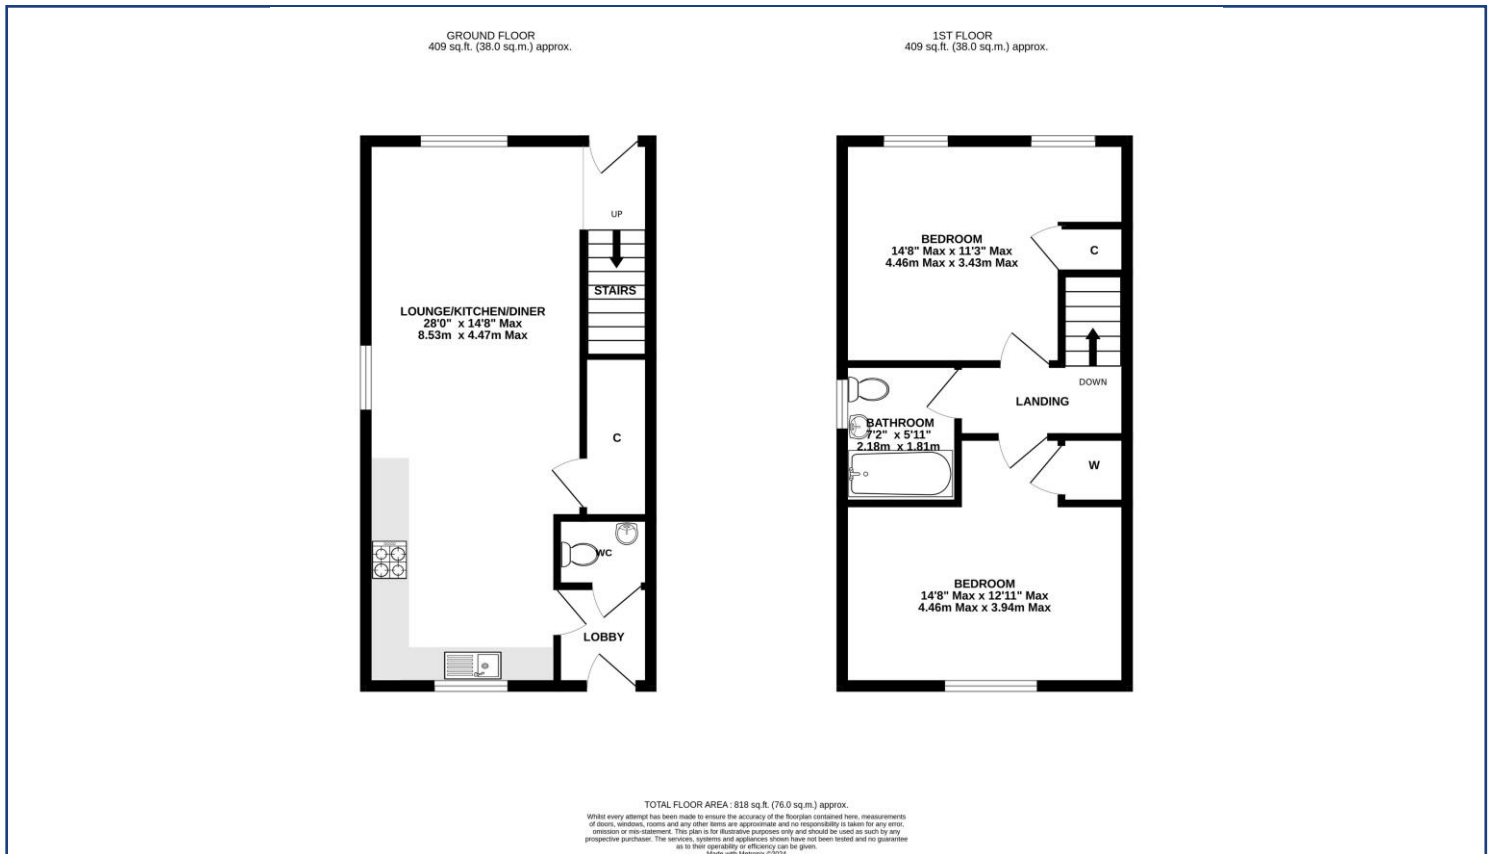 GROUND FLOOR
409 sq.ft. (38.0 sq.m.) approx.
1ST FLOOR
409 sq.ft. (38.0 sq.m.) approx.
UP
STAIRS
LOUNGE/KITCHEN/DINER
28'0" x 14'8" Max
8.53m x 4.47m Max
C
WC
LOBBY
BEDROOM
14'8" Max x 11'3" Max
4.46m Max x 3.43m Max
C
DOWN
LANDING
BATHROOM
7'2" x 5'11"
2.18m x 1.81m
W
BEDROOM
14'8" Max x 12'11" Max
4.46m Max x 3.94m Max
TOTAL FLOOR AREA : 818 sq.ft. (76.0 sq.m.) approx.
Whilst every attempt has been made to ensure the accuracy of the floorplan contained here, measurements
of doors, windows, rooms and any other items are approximate and no responsibility is taken for any error,
omission or mis-statement. This plan is for illustrative purposes only and should be used as such by any
prospective purchaser. The services, systems and appliances shown have not been tested and no guarantee
as to their operability or efficiency can be given.
Made with Metropix ©2024